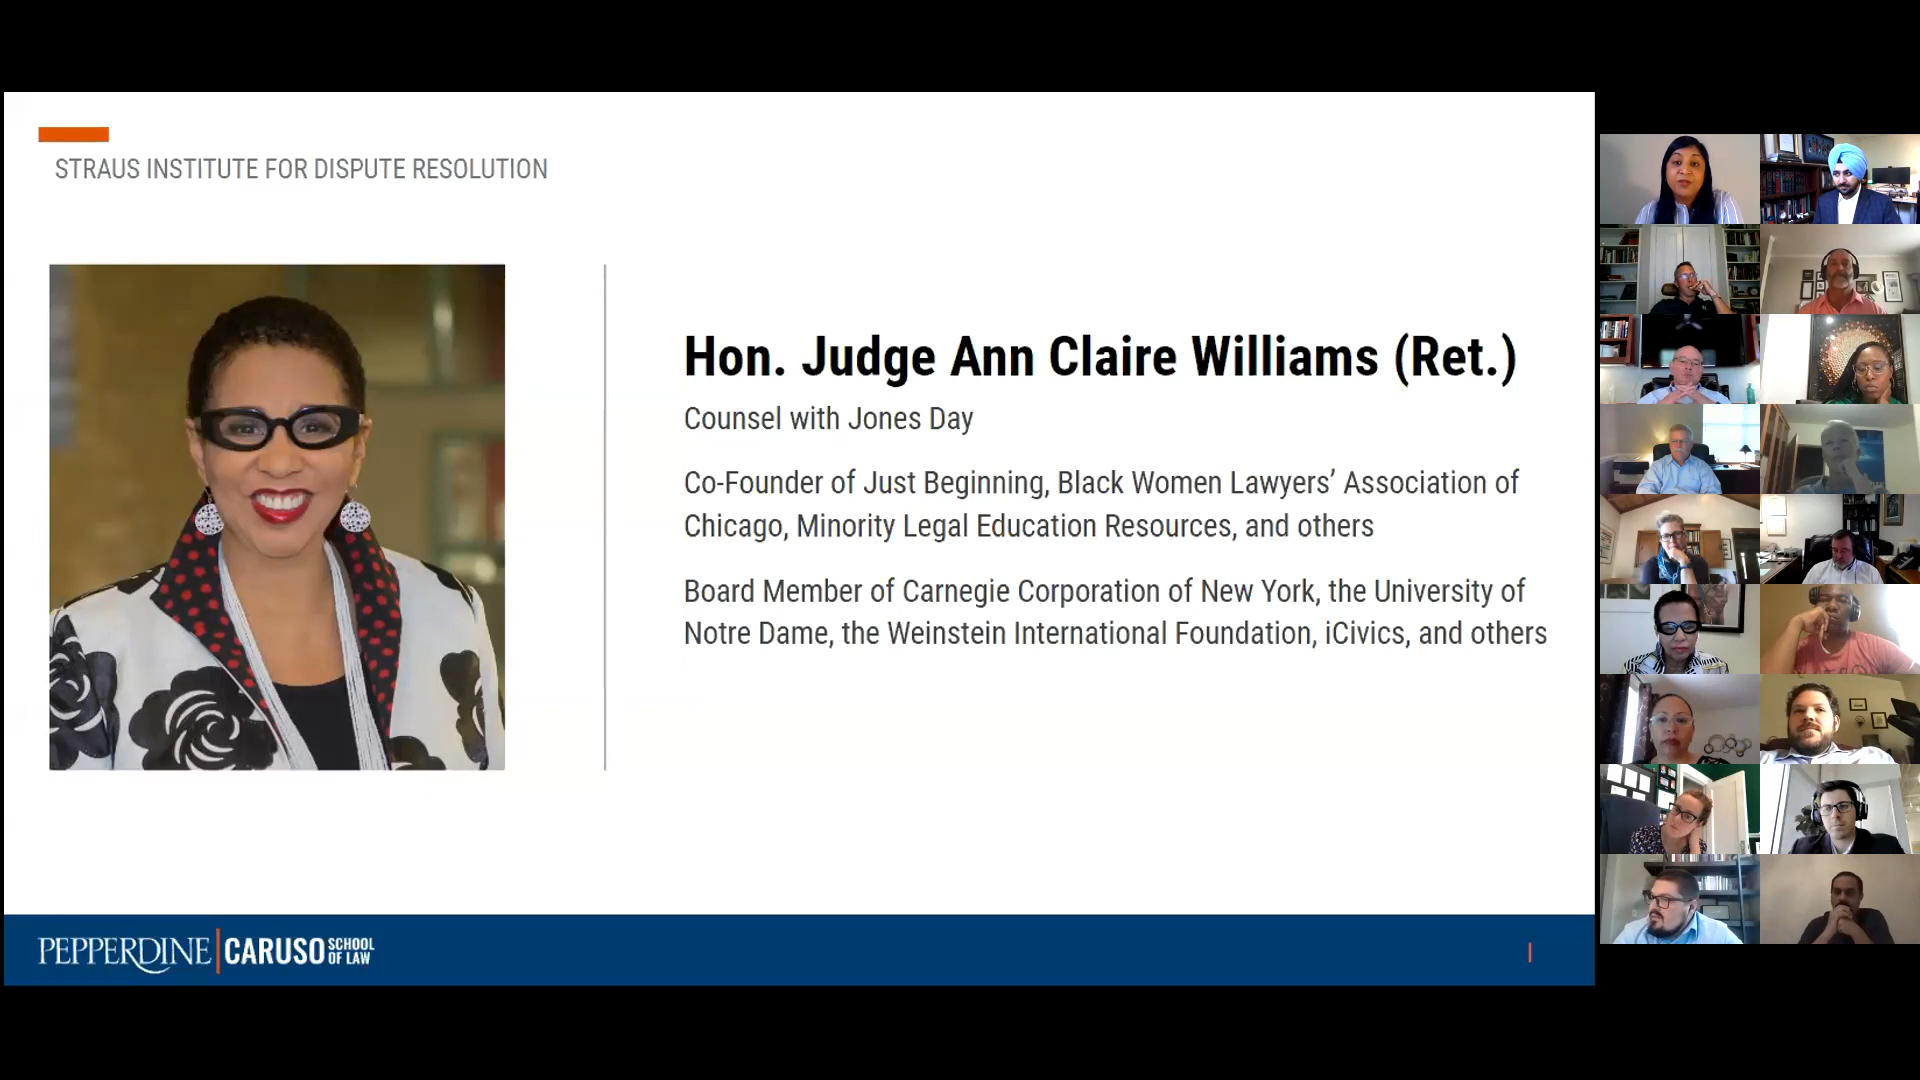 STRAUS INSTITUTE FOR DISPUTE RESOLUTION
Hon. Judge Ann Claire Williams (Ret.)
Counsel with Jones Day
Co-Founder of Just Beginning, Black Women Lawyers’ Association of
Chicago, Minority Legal Education Resources, and others
Board Member of Carnegie Corporation of New York, the University of
Notre Dame, the Weinstein International Foundation, iCivics, and others
PEPPERDINE | CARUSO SCHOOL
OF LAW